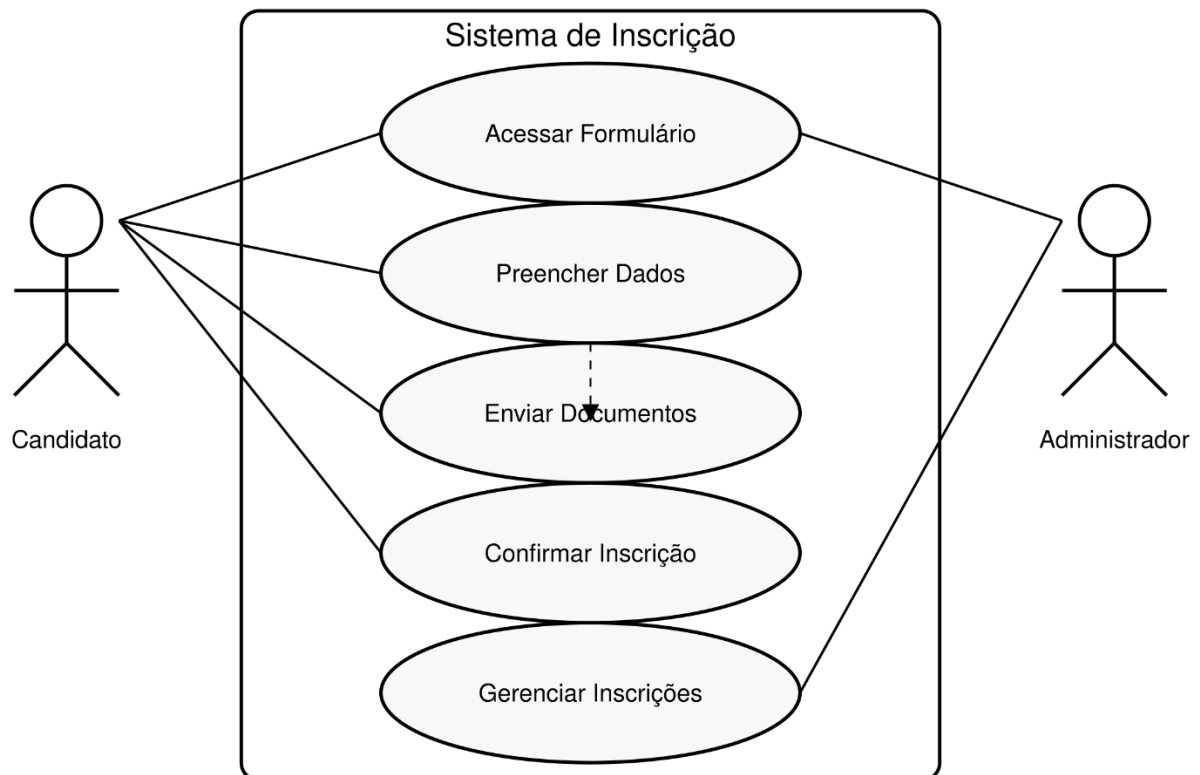 Sistema de Inscrição
Acessar Formulário
Preencher Dados
Enviar Documentos
Candidato
Administrador
Confirmar Inscrição
Gerenciar Inscrições